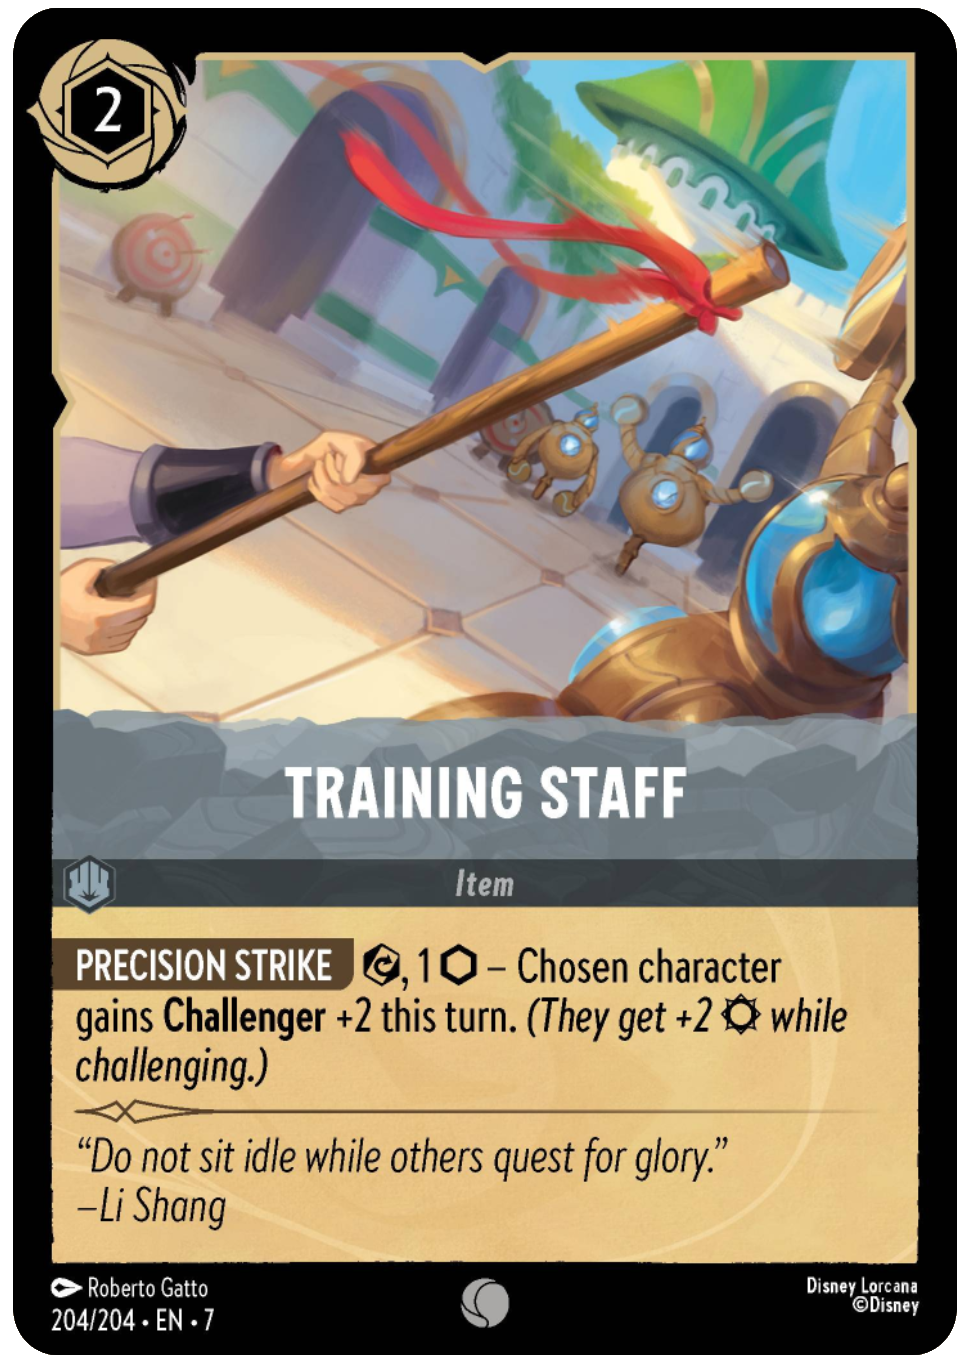 2
TRAINING STAFF
Item
PRECISION STRIKE , 1 – Chosen character
gains Challenger +2 this turn. (They get +2 while
challenging.)
“Do not sit idle while others quest for glory.”
–Li Shang
Roberto Gatto
204/204 • EN • 7
Disney Lorcana
©Disney